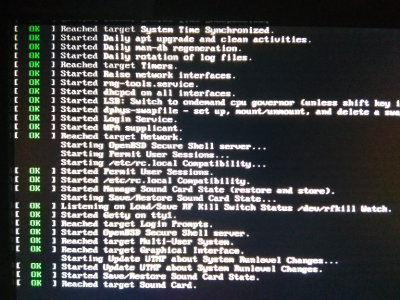 [ OK ] Reached target System Time Synchronized.
[ OK ] Started Daily apt upgrade and clean activities.
[ OK ] Started Daily man-db regeneration.
[ OK ] Started Daily rotation of log files.
[ OK ] Reached target Timers.
[ OK ] Started Raise network interfaces.
[ OK ] Started rng-tools.service.
[ OK ] Started dhcpcd on all interfaces.
[ OK ] Started LSB: Switch to ondemand cpu governor (unless shift key i
[ OK ] Started dphys-swapfile - set up, mount/unmount, and delete a swa
[ OK ] Started Login Service.
[ OK ] Started WPA supplicant.
[ OK ] Reached target Network.
Starting OpenBSD Secure Shell server...
Starting Permit User Sessions...
Starting /etc/rc.local Compatibility...
[ OK ] Started Permit User Sessions.
[ OK ] Started /etc/rc.local Compatibility.
[ OK ] Started Manage Sound Card State (restore and store).
Starting Save/Restore Sound Card State...
[ OK ] Listening on Load/Save RF Kill Switch Status /dev/rfkill Watch.
[ OK ] Started Getty on tty1.
[ OK ] Reached target Login Prompts.
[ OK ] Started OpenBSD Secure Shell server.
[ OK ] Reached target Multi-User System.
[ OK ] Reached target Graphical Interface.
Starting Update UTMP about System Runlevel Changes...
[ OK ] Started Update UTMP about System Runlevel Changes.
[ OK ] Started Save/Restore Sound Card State.
[ OK ] Reached target Sound Card.